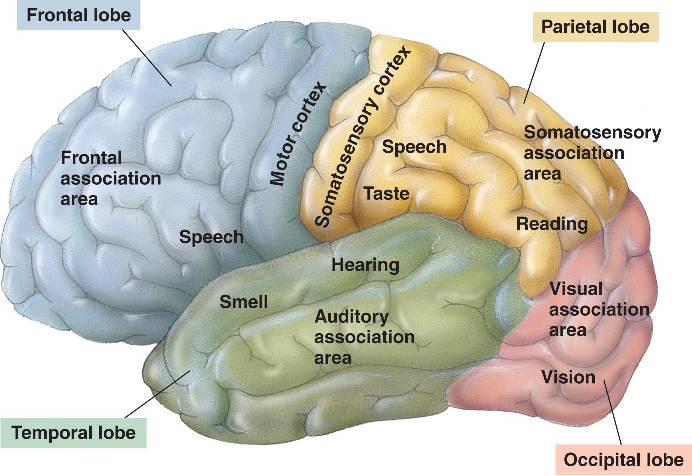 Frontal lobe
Parietal lobe
Motor cortex
Somatosensory cortex
Frontal
association
area
Speech
Speech
Taste
Somatosensory
association
area
Reading
Hearing
Smell
Auditory
association
area
Visual
association
area
Vision
Temporal lobe
Occipital lobe